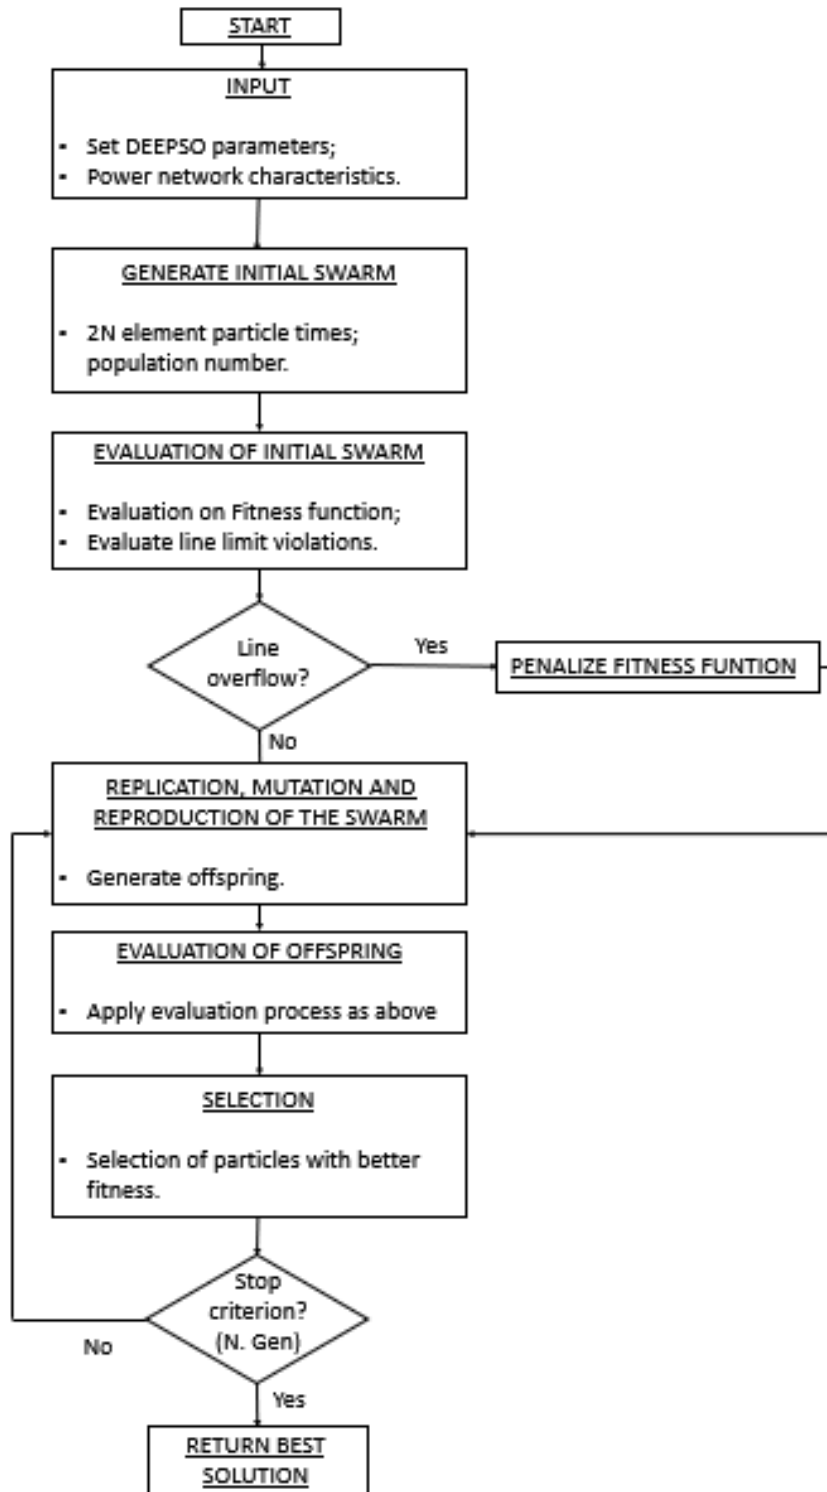 START
INPUT
▪ Set DEEPSO parameters;
▪ Power network characteristics.
GENERATE INITIAL SWARM
▪ 2N element particle times;
population number.
EVALUATION OF INITIAL SWARM
▪ Evaluation on Fitness function;
▪ Evaluate line limit violations.
Line
overflow?
Yes
PENALIZE FITNESS FUNTION
No
REPLICATION, MUTATION AND
REPRODUCTION OF THE SWARM
▪ Generate offspring.
EVALUATION OF OFFSPRING
▪ Apply evaluation process as above
SELECTION
▪ Selection of particles with better
fitness.
Stop
criterion?
(N. Gen)
No
Yes
RETURN BEST
SOLUTION